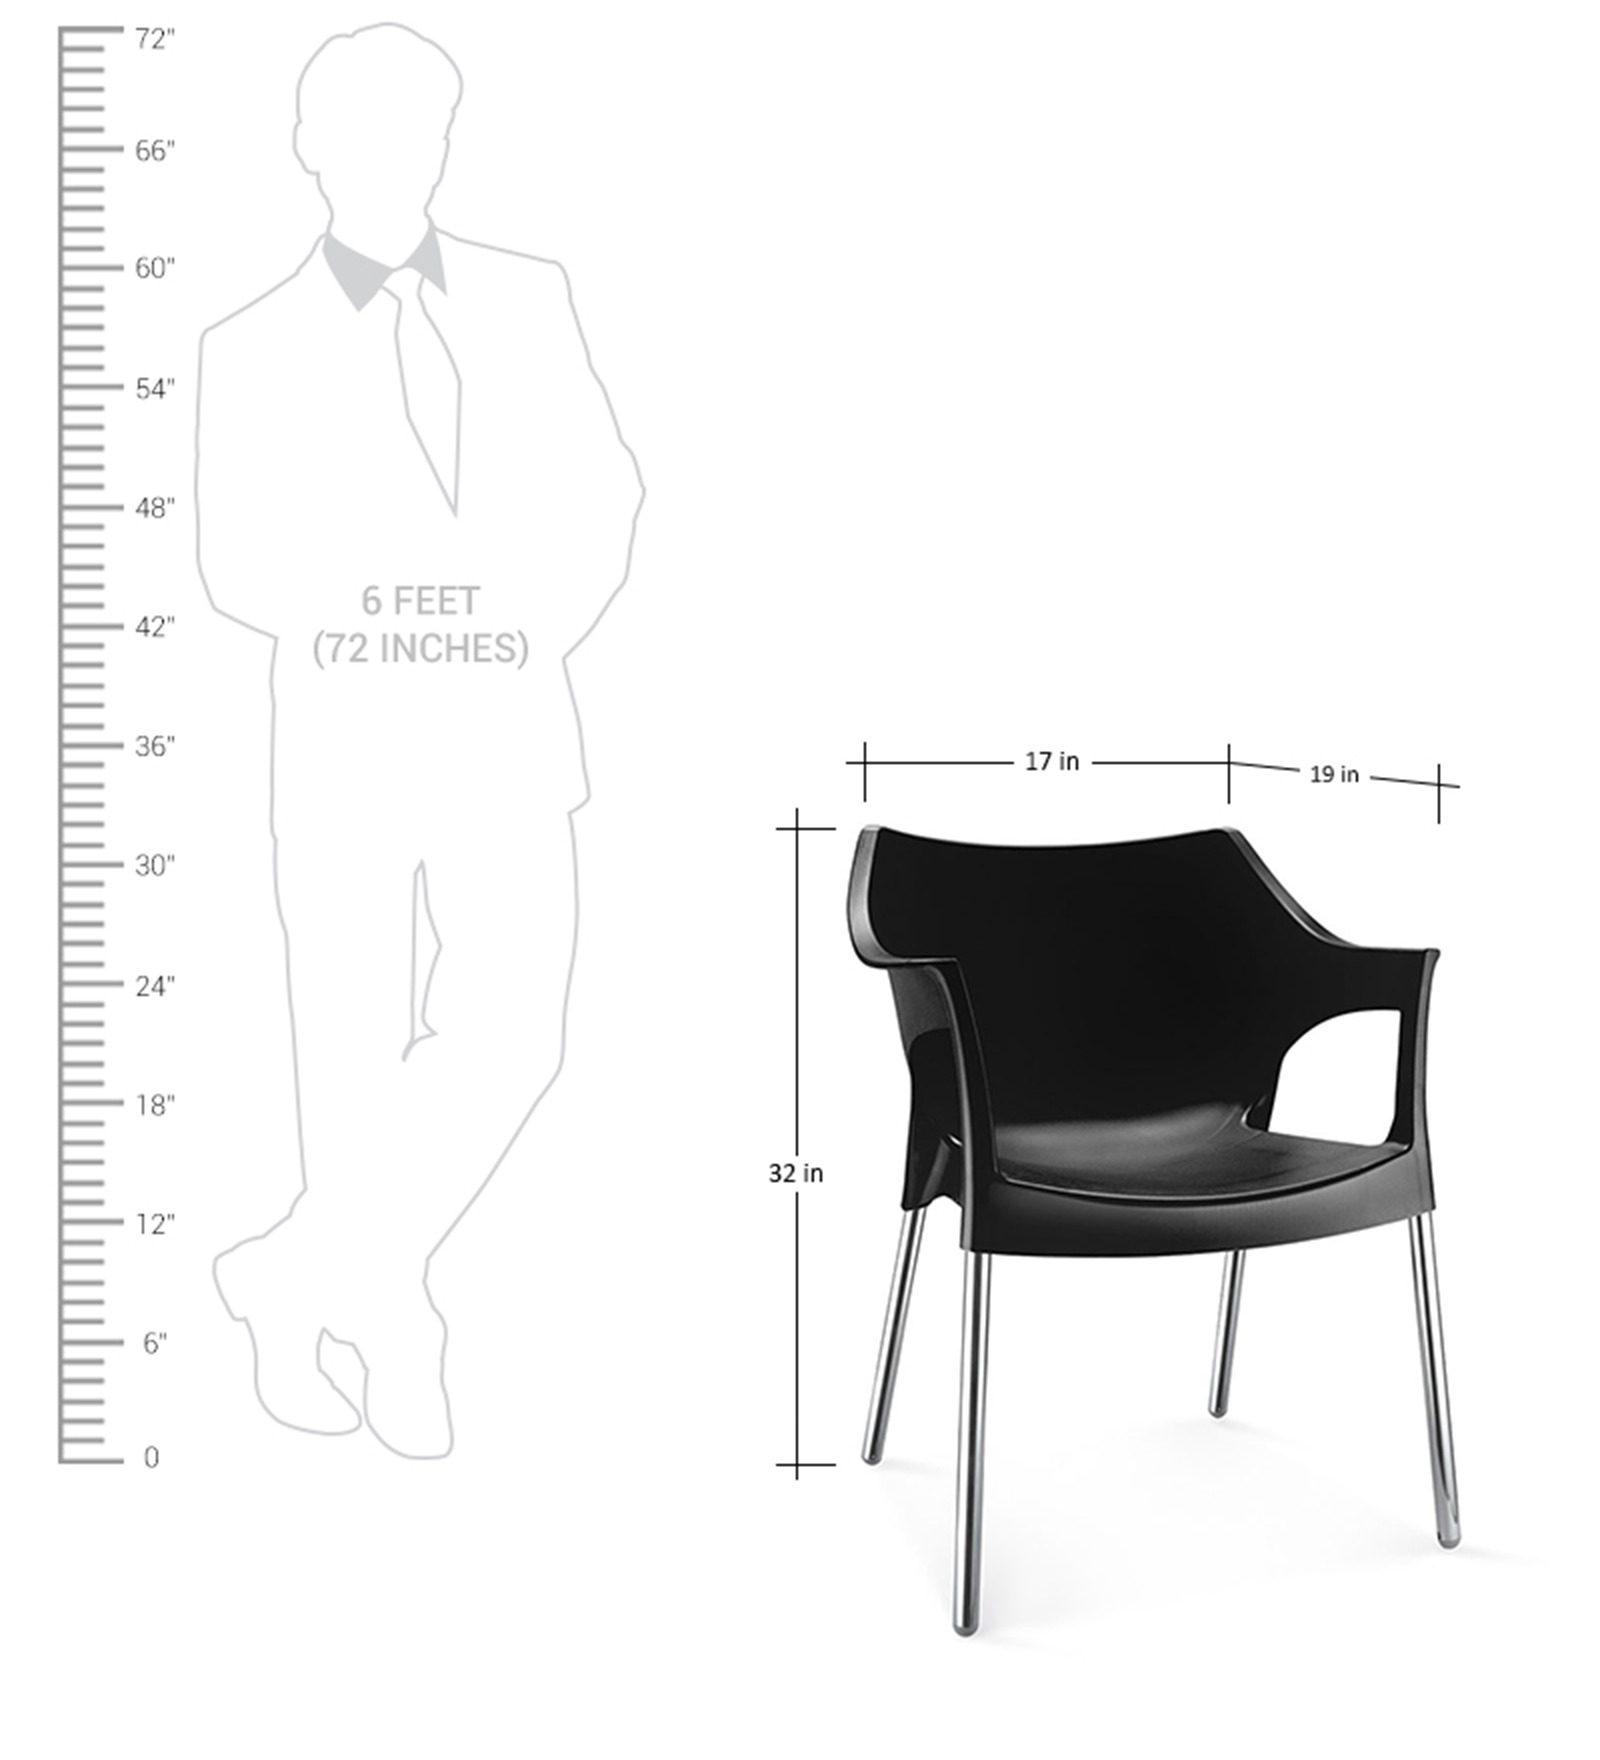 72"
66"
60"
54"
48"
6 FEET
(72 INCHES)
42"
36"
17 in
19 in
30"
24"
18"
32 in
12"
6"
0